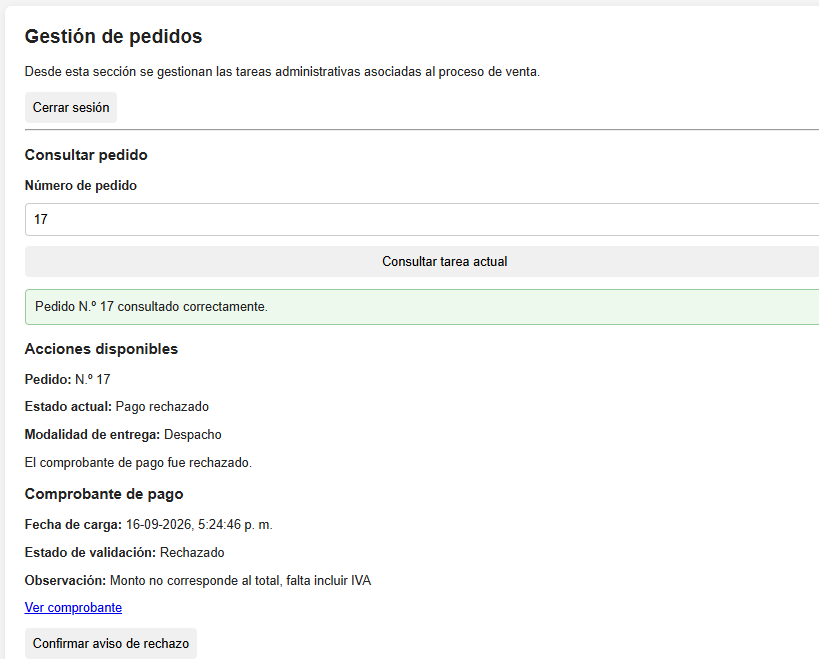 Gestión de pedidos
Desde esta sección se gestionan las tareas administrativas asociadas al proceso de venta.
Cerrar sesión
Consultar pedido
Número de pedido
17
Consultar tarea actual
Pedido N.º 17 consultado correctamente.
Acciones disponibles
Pedido: N.º 17
Estado actual: Pago rechazado
Modalidad de entrega: Despacho
El comprobante de pago fue rechazado.
Comprobante de pago
Fecha de carga: 16-09-2026, 5:24:46 p. m.
Estado de validación: Rechazado
Observación: Monto no corresponde al total, falta incluir IVA
Ver comprobante
Confirmar aviso de rechazo